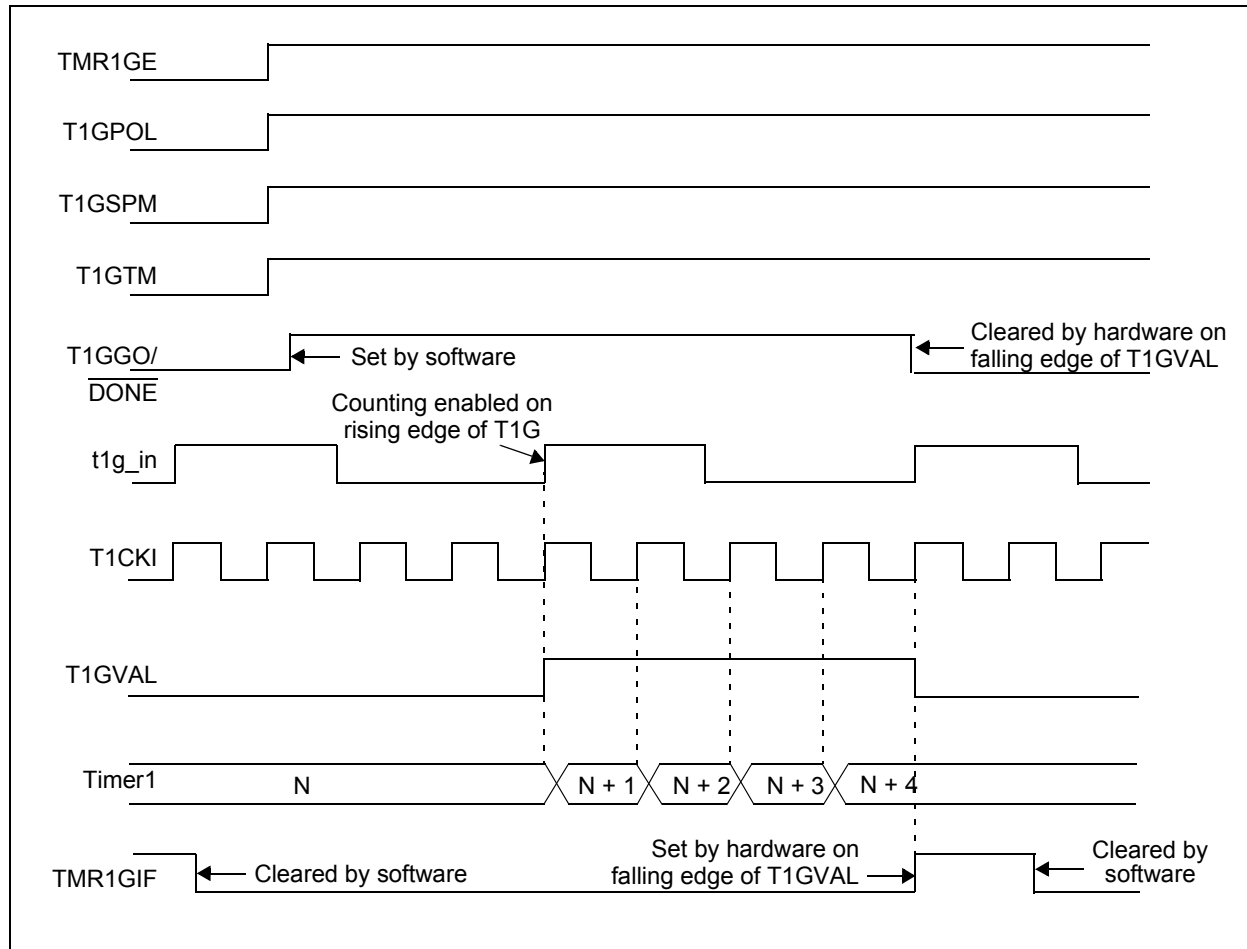 TMR1GE
T1GPOL
T1GSPM
T1GTM
T1GGO/
DONE
Set by software
Cleared by hardware on
falling edge of T1GVAL
Counting enabled on
rising edge of T1G
t1g_in
T1CKI
T1GVAL
Timer1
N
N + 1
N + 2
N + 3
N + 4
TMR1GIF
Cleared by software
Set by hardware on
falling edge of T1GVAL
Cleared by
software